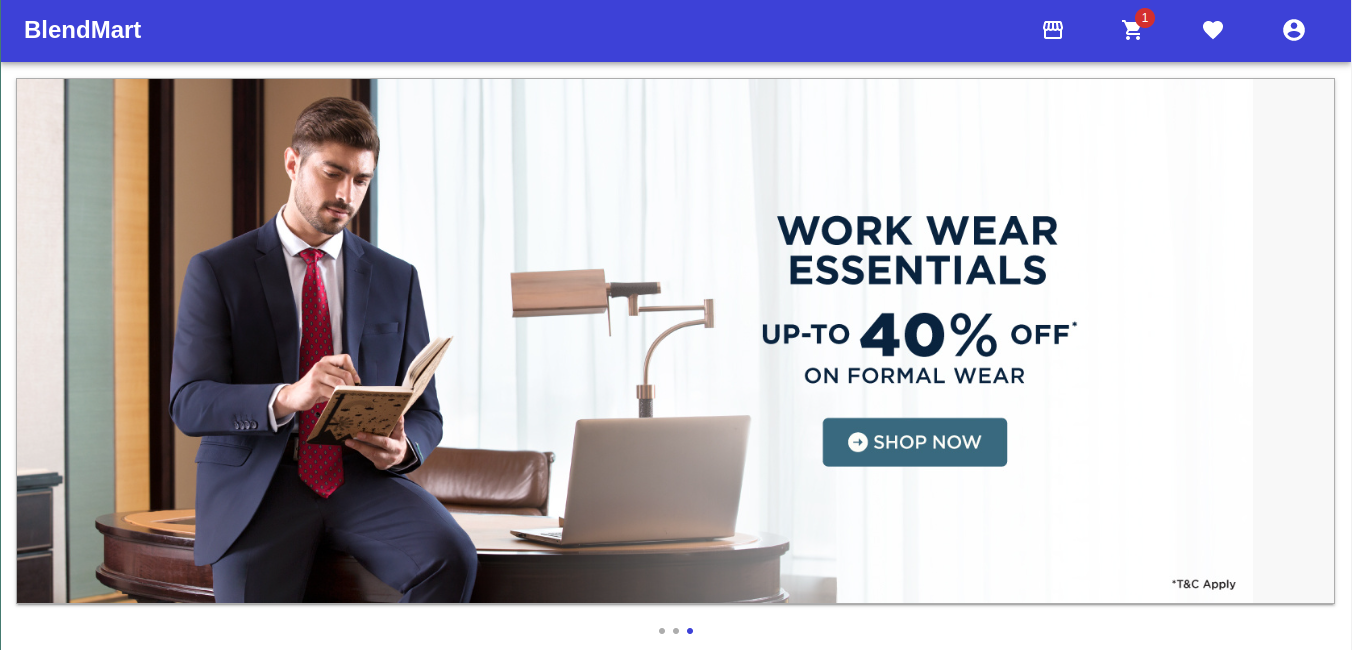 BlendMart
1
WORK WEAR
ESSENTIALS
UP-TO 40% OFF*
ON FORMAL WEAR
SHOP NOW
*T&C Apply